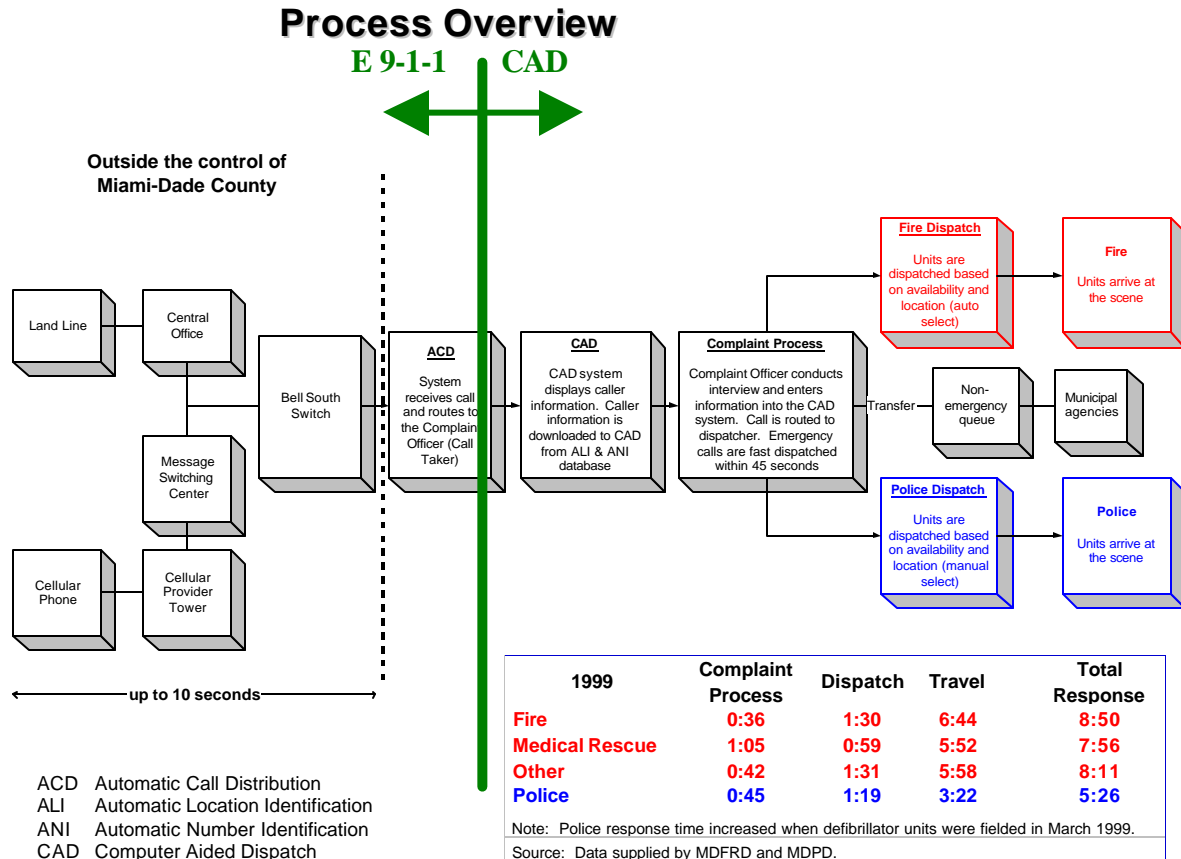 Process Overview
E 9-1-1 CAD
Outside the control of
Miami-Dade County
Land Line
Central
Office
Bell South
Switch
Message
Switching
Center
Cellular
Phone
Cellular
Provider
Tower
up to 10 seconds
ACD
System
receives call
and routes to
the Complain
Officer (Call
Taker)
CAD
CAD system
displays caller
information. Caller
information is
downloaded to CAD
from ALI & ANI
database
Complaint Process
Complaint Officer conducts
interview and enters
information into the CAD
system. Call is routed to
dispatcher. Emergency
calls are fast dispatched
within 45 seconds
Fire Dispatch
Units are
dispatched based
on availability and
location (auto
select)
Fire
Units arrive at
the scene
Transfer
Non-
emergency
queue
Municipal
agencies
Police Dispatch
Units are
dispatched based
on availability and
location (manual
select)
Police
Units arrive at
the scene
1999 Complaint Process Dispatch Travel Total Response
Fire 0:36 1:30 6:44 8:50
Medical Rescue 1:05 0:59 5:52 7:56
Other 0:42 1:31 5:58 8:11
Police 0:45 1:19 3:22 5:26
Note: Police response time increased when defibrillator units were fielded in March 1999.
Source: Data supplied by MDFRD and MDPD.
ACD Automatic Call Distribution
ALI Automatic Location Identification
ANI Automatic Number Identification
CAD Computer Aided Dispatch